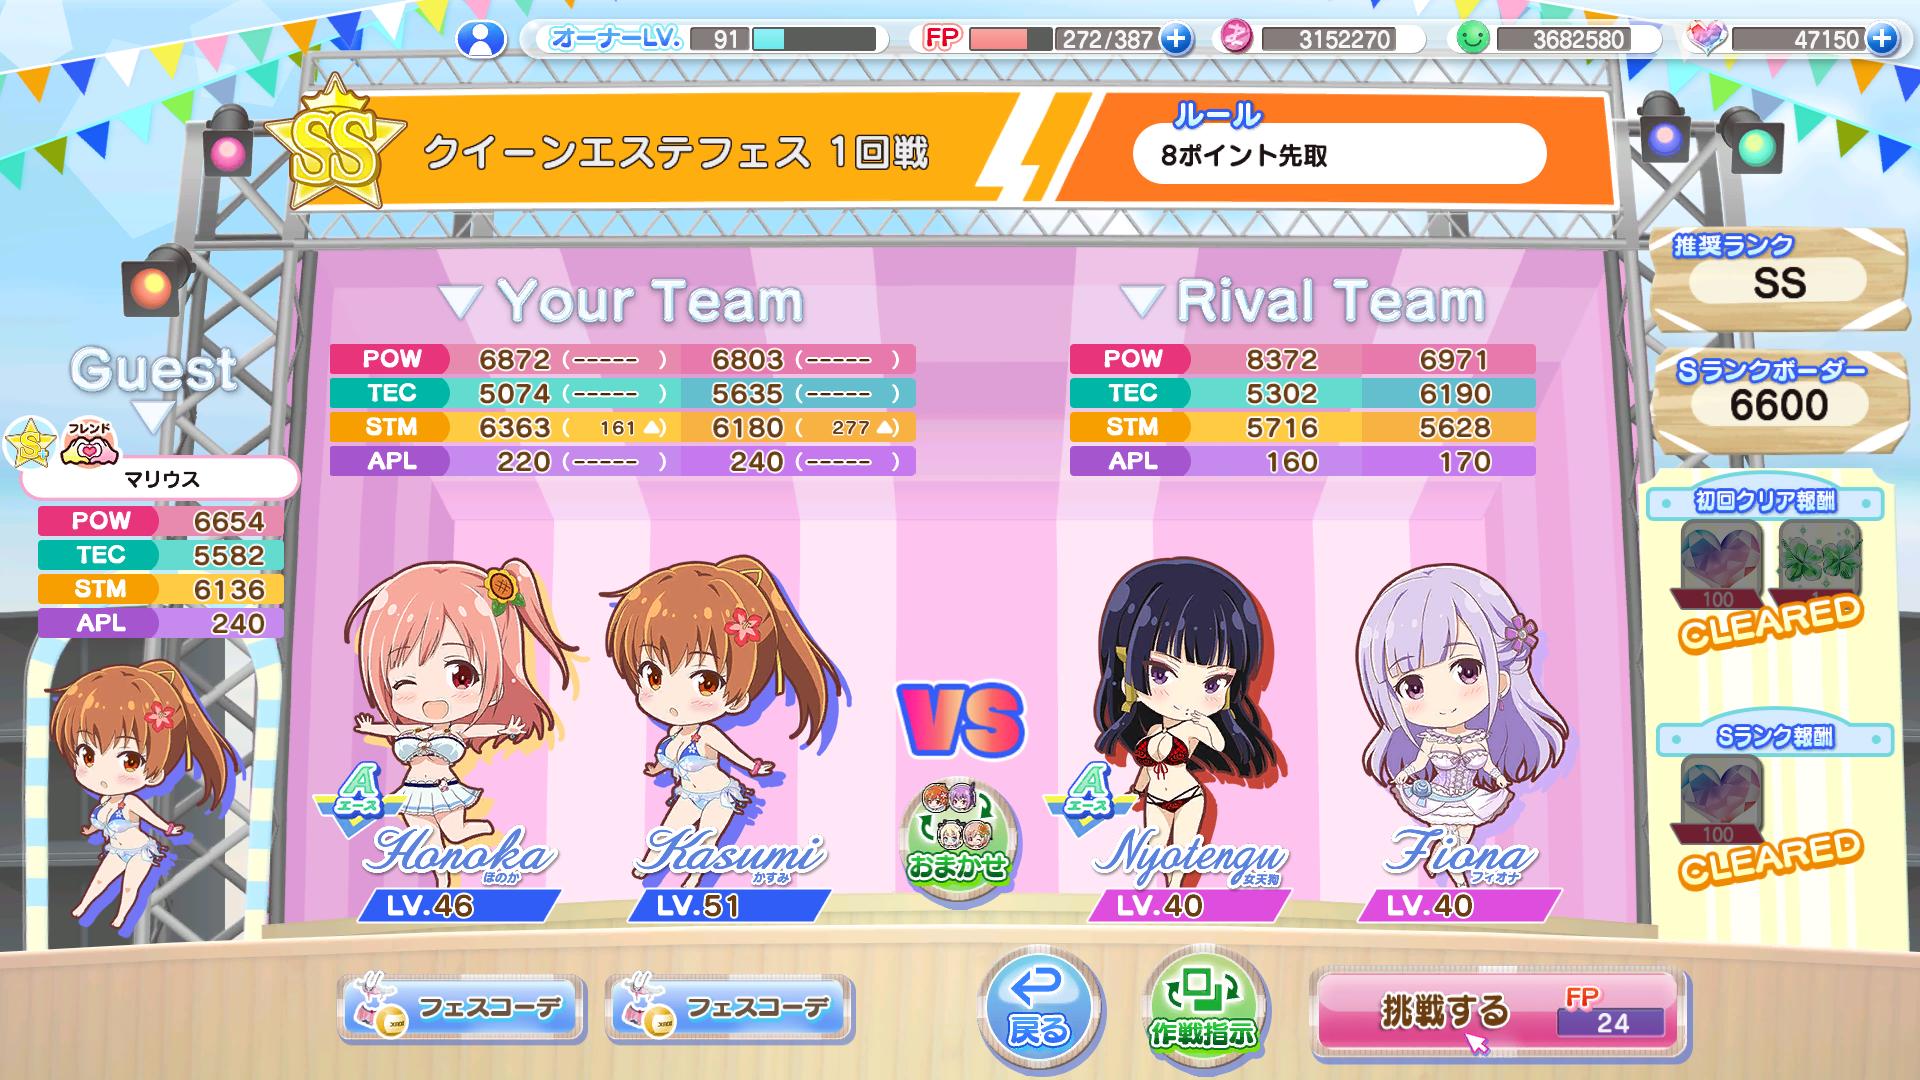 オーナーLV. 91
FP 272/387
3152270
3682580
47150
SS
クイーンエステフェス 1回戦
ルール
8ポイント先取
推奨ランク
SS
Sランクボーダー
6600
初回クリア報酬
100
1
CLEARED
Sランク報酬
100
CLEARED
Guest
S+
フレンド
マリウス
POW 6654
TEC 5582
STM 6136
APL 240
Your Team
POW 6872 (----- ) 6803 (----- )
TEC 5074 (----- ) 5635 (----- )
STM 6363 ( 161 ▲) 6180 ( 277 ▲)
APL 220 (----- ) 240 (----- )
Rival Team
POW 8372 6971
TEC 5302 6190
STM 5716 5628
APL 160 170
VS
おまかせ
A
エース
Honoka
ほのか
LV.46
Kasumi
かすみ
LV.51
A
エース
Nyotengu
女天狗
LV.40
Fiona
フィオナ
LV.40
フェスコーデ
フェスコーデ
戻る
作戦指示
挑戦する
FP
24